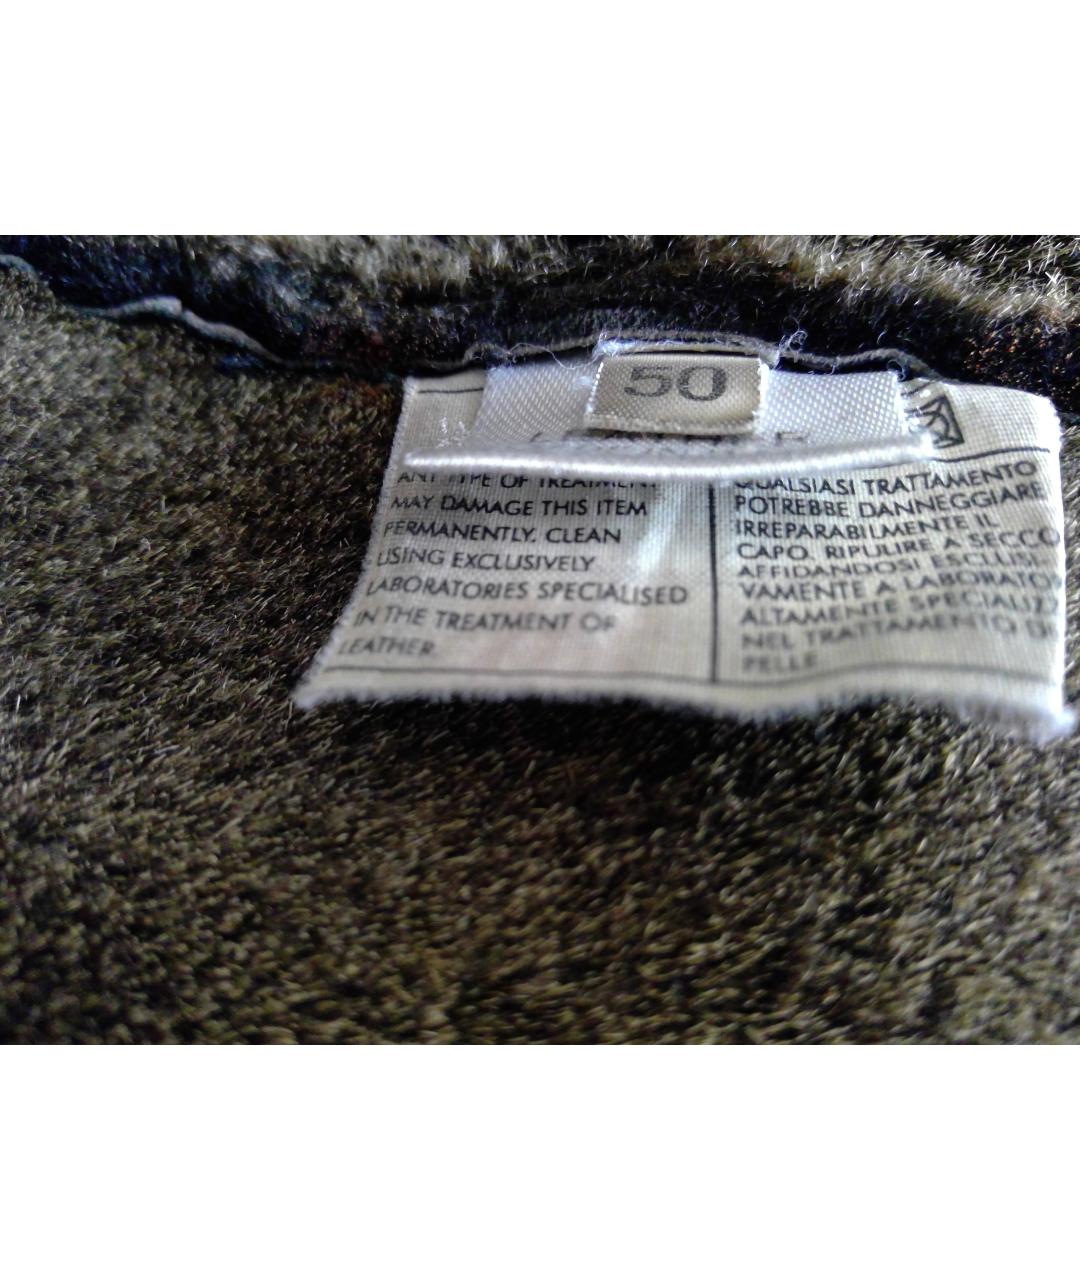 50
ANY TYPE OF TREATMENT
MAY DAMAGE THIS ITEM
PERMANENTLY. CLEAN
USING EXCLUSIVELY
LABORATORIES SPECIALISED
IN THE TREATMENT OF
LEATHER.
QUALSIASI TRATTAMENTO
POTREBBE DANNEGGIARE
IRREPARABILMENTE IL
CAPO. RIPULIRE A SECCO
AFFIDANDOSI ESCLUSI
VAMENTE A LABORATO
ALTAMENTE SPECIALIZZ
NEL TRATTAMENTO DI
PELLE